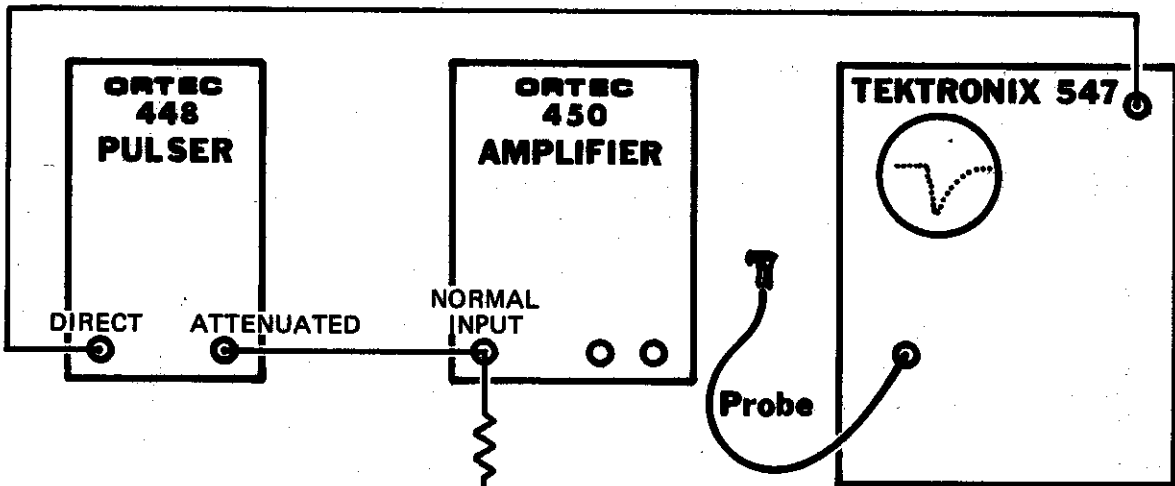 ORTEC
448
PULSER
DIRECT
ATTENUATED
ORTEC
450
AMPLIFIER
NORMAL
INPUT
Probe
TEKTRONIX 547